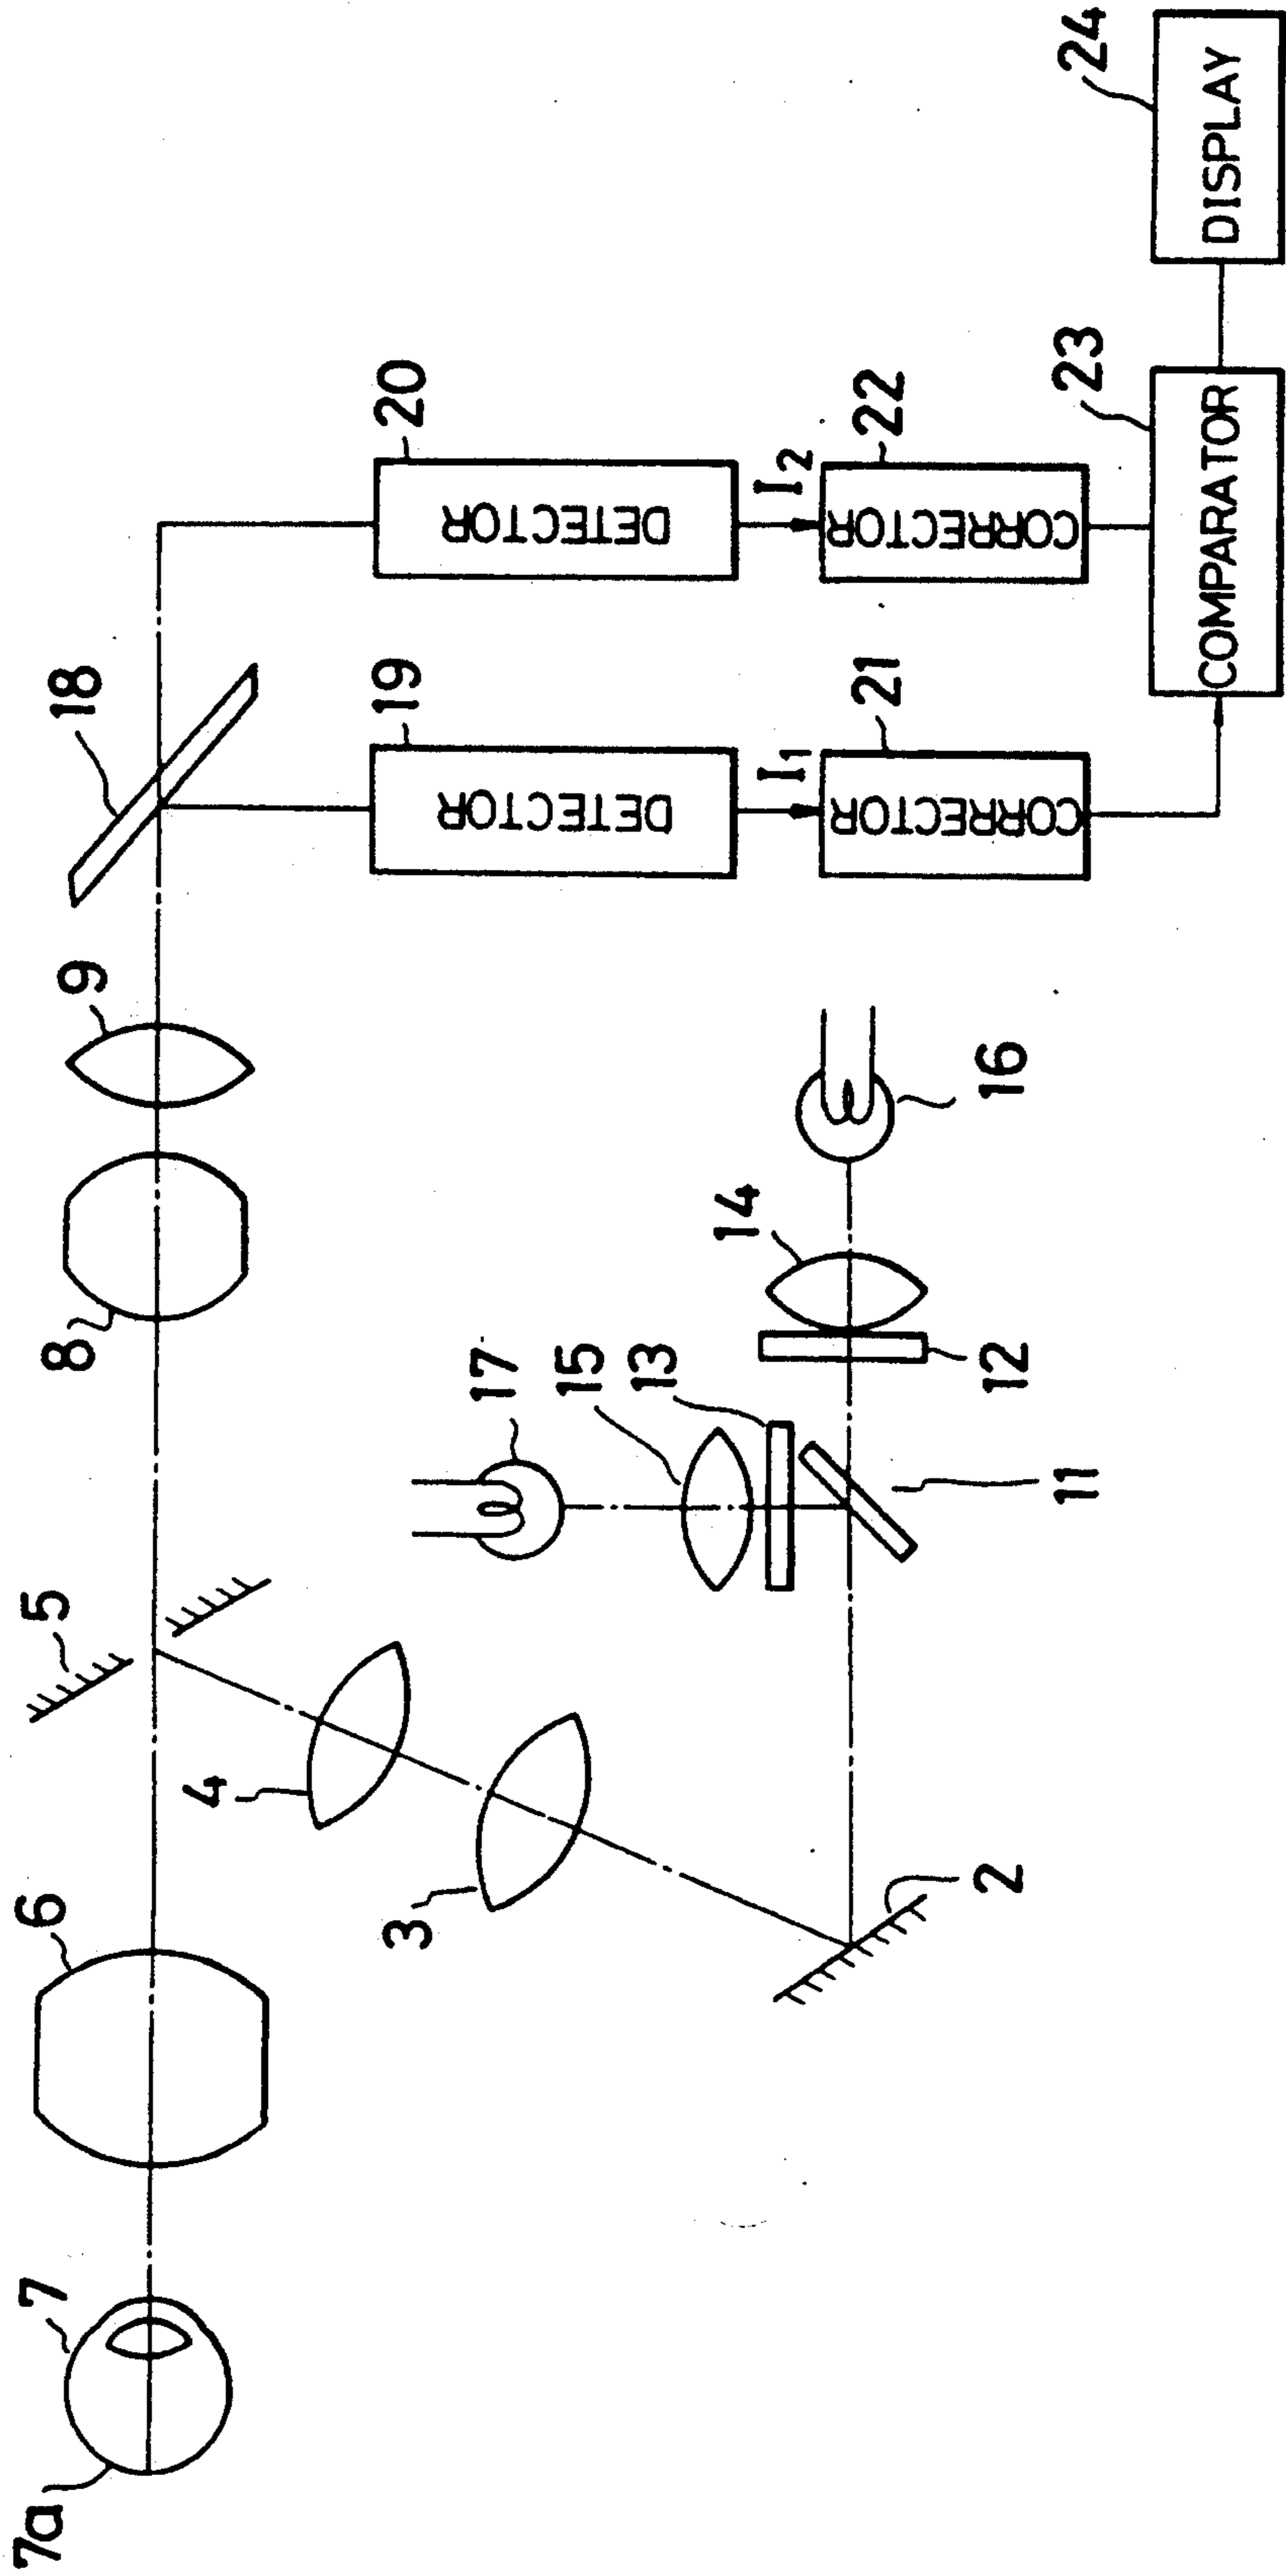 7a
7
6
5
8
9
18
4
3
2
17
15
13
11
14
12
16
19
DETECTOR
20
DETECTOR
I1
I2
21
CORRECTOR
22
CORRECTOR
23
COMPARATOR
24
DISPLAY